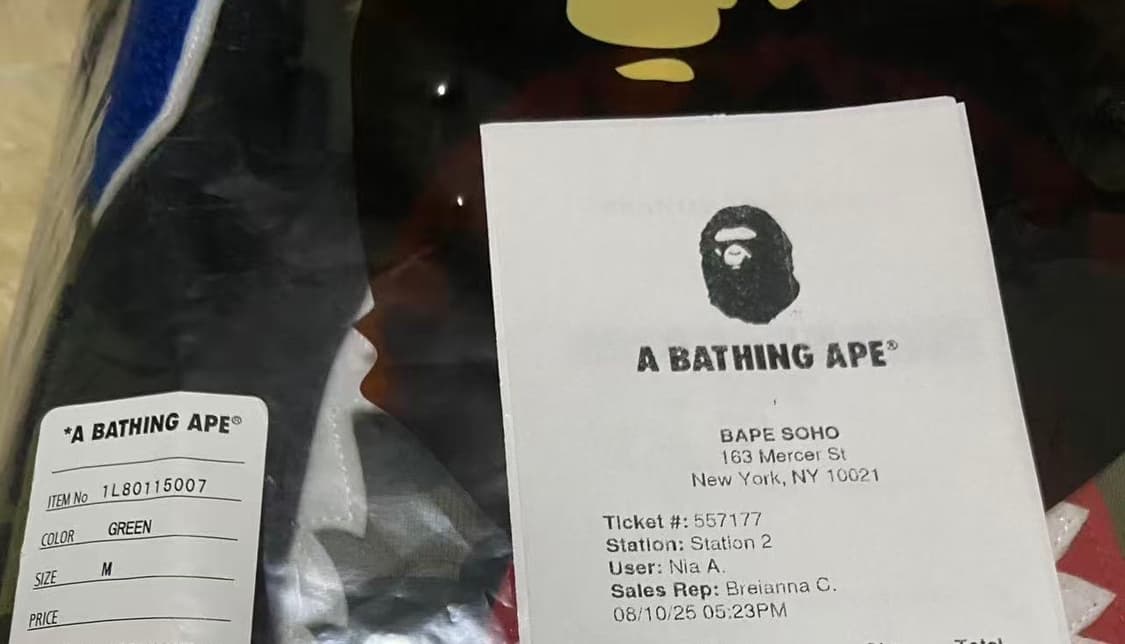 *A BATHING APE®
ITEM No 1L80115007
COLOR GREEN
SIZE M
PRICE
A BATHING APE®
BAPE SOHO
163 Mercer St
New York, NY 10021
Ticket #: 557177
Station: Station 2
User: Nia A.
Sales Rep: Breianna C.
08/10/25 05:23PM
Total